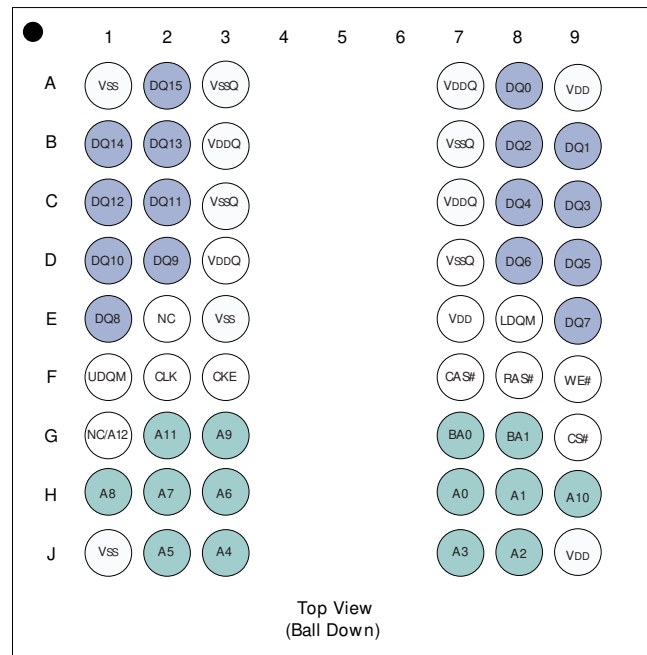 1 2 3 4 5 6 7 8 9
A VSS DQ15 VSSQ VDDQ DQ0 VDD
B DQ14 DQ13 VDDQ VSSQ DQ2 DQ1
C DQ12 DQ11 VSSQ VDDQ DQ4 DQ3
D DQ10 DQ9 VDDQ VSSQ DQ6 DQ5
E DQ8 NC VSS VDD LDQM DQ7
F UDQM CLK CKE CAS# RAS# WE#
G NC/A12 A11 A9 BA0 BA1 CS#
H A8 A7 A6 A0 A1 A10
J VSS A5 A4 A3 A2 VDD
Top View
(Ball Down)